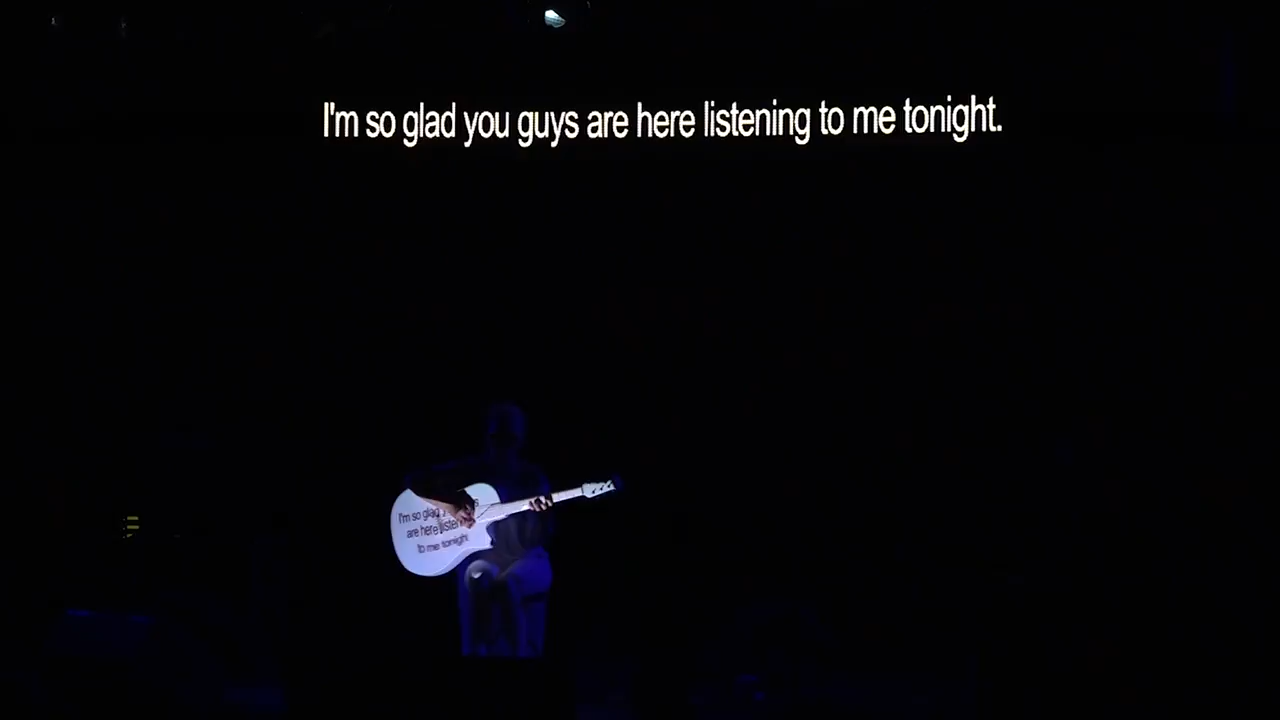 I'm so glad you guys are here listening to me tonight.
I'm so glad
are here listen
to me tonight